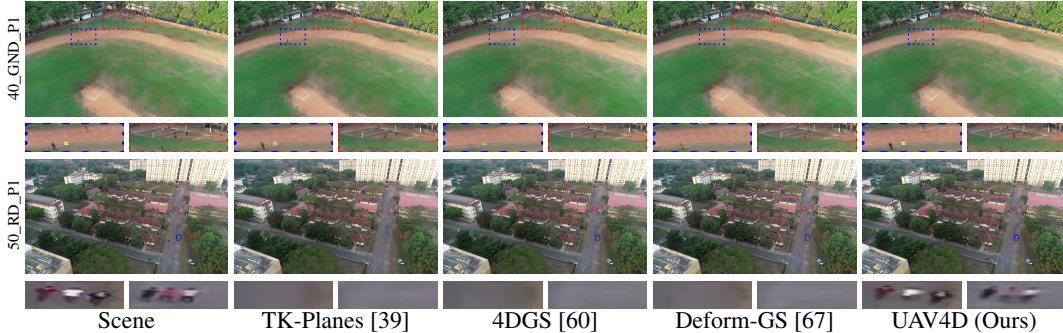 40_GND_P1
50_RD_P1
Scene
TK-Planes [39]
4DGS [60]
Deform-GS [67]
UAV4D (Ours)